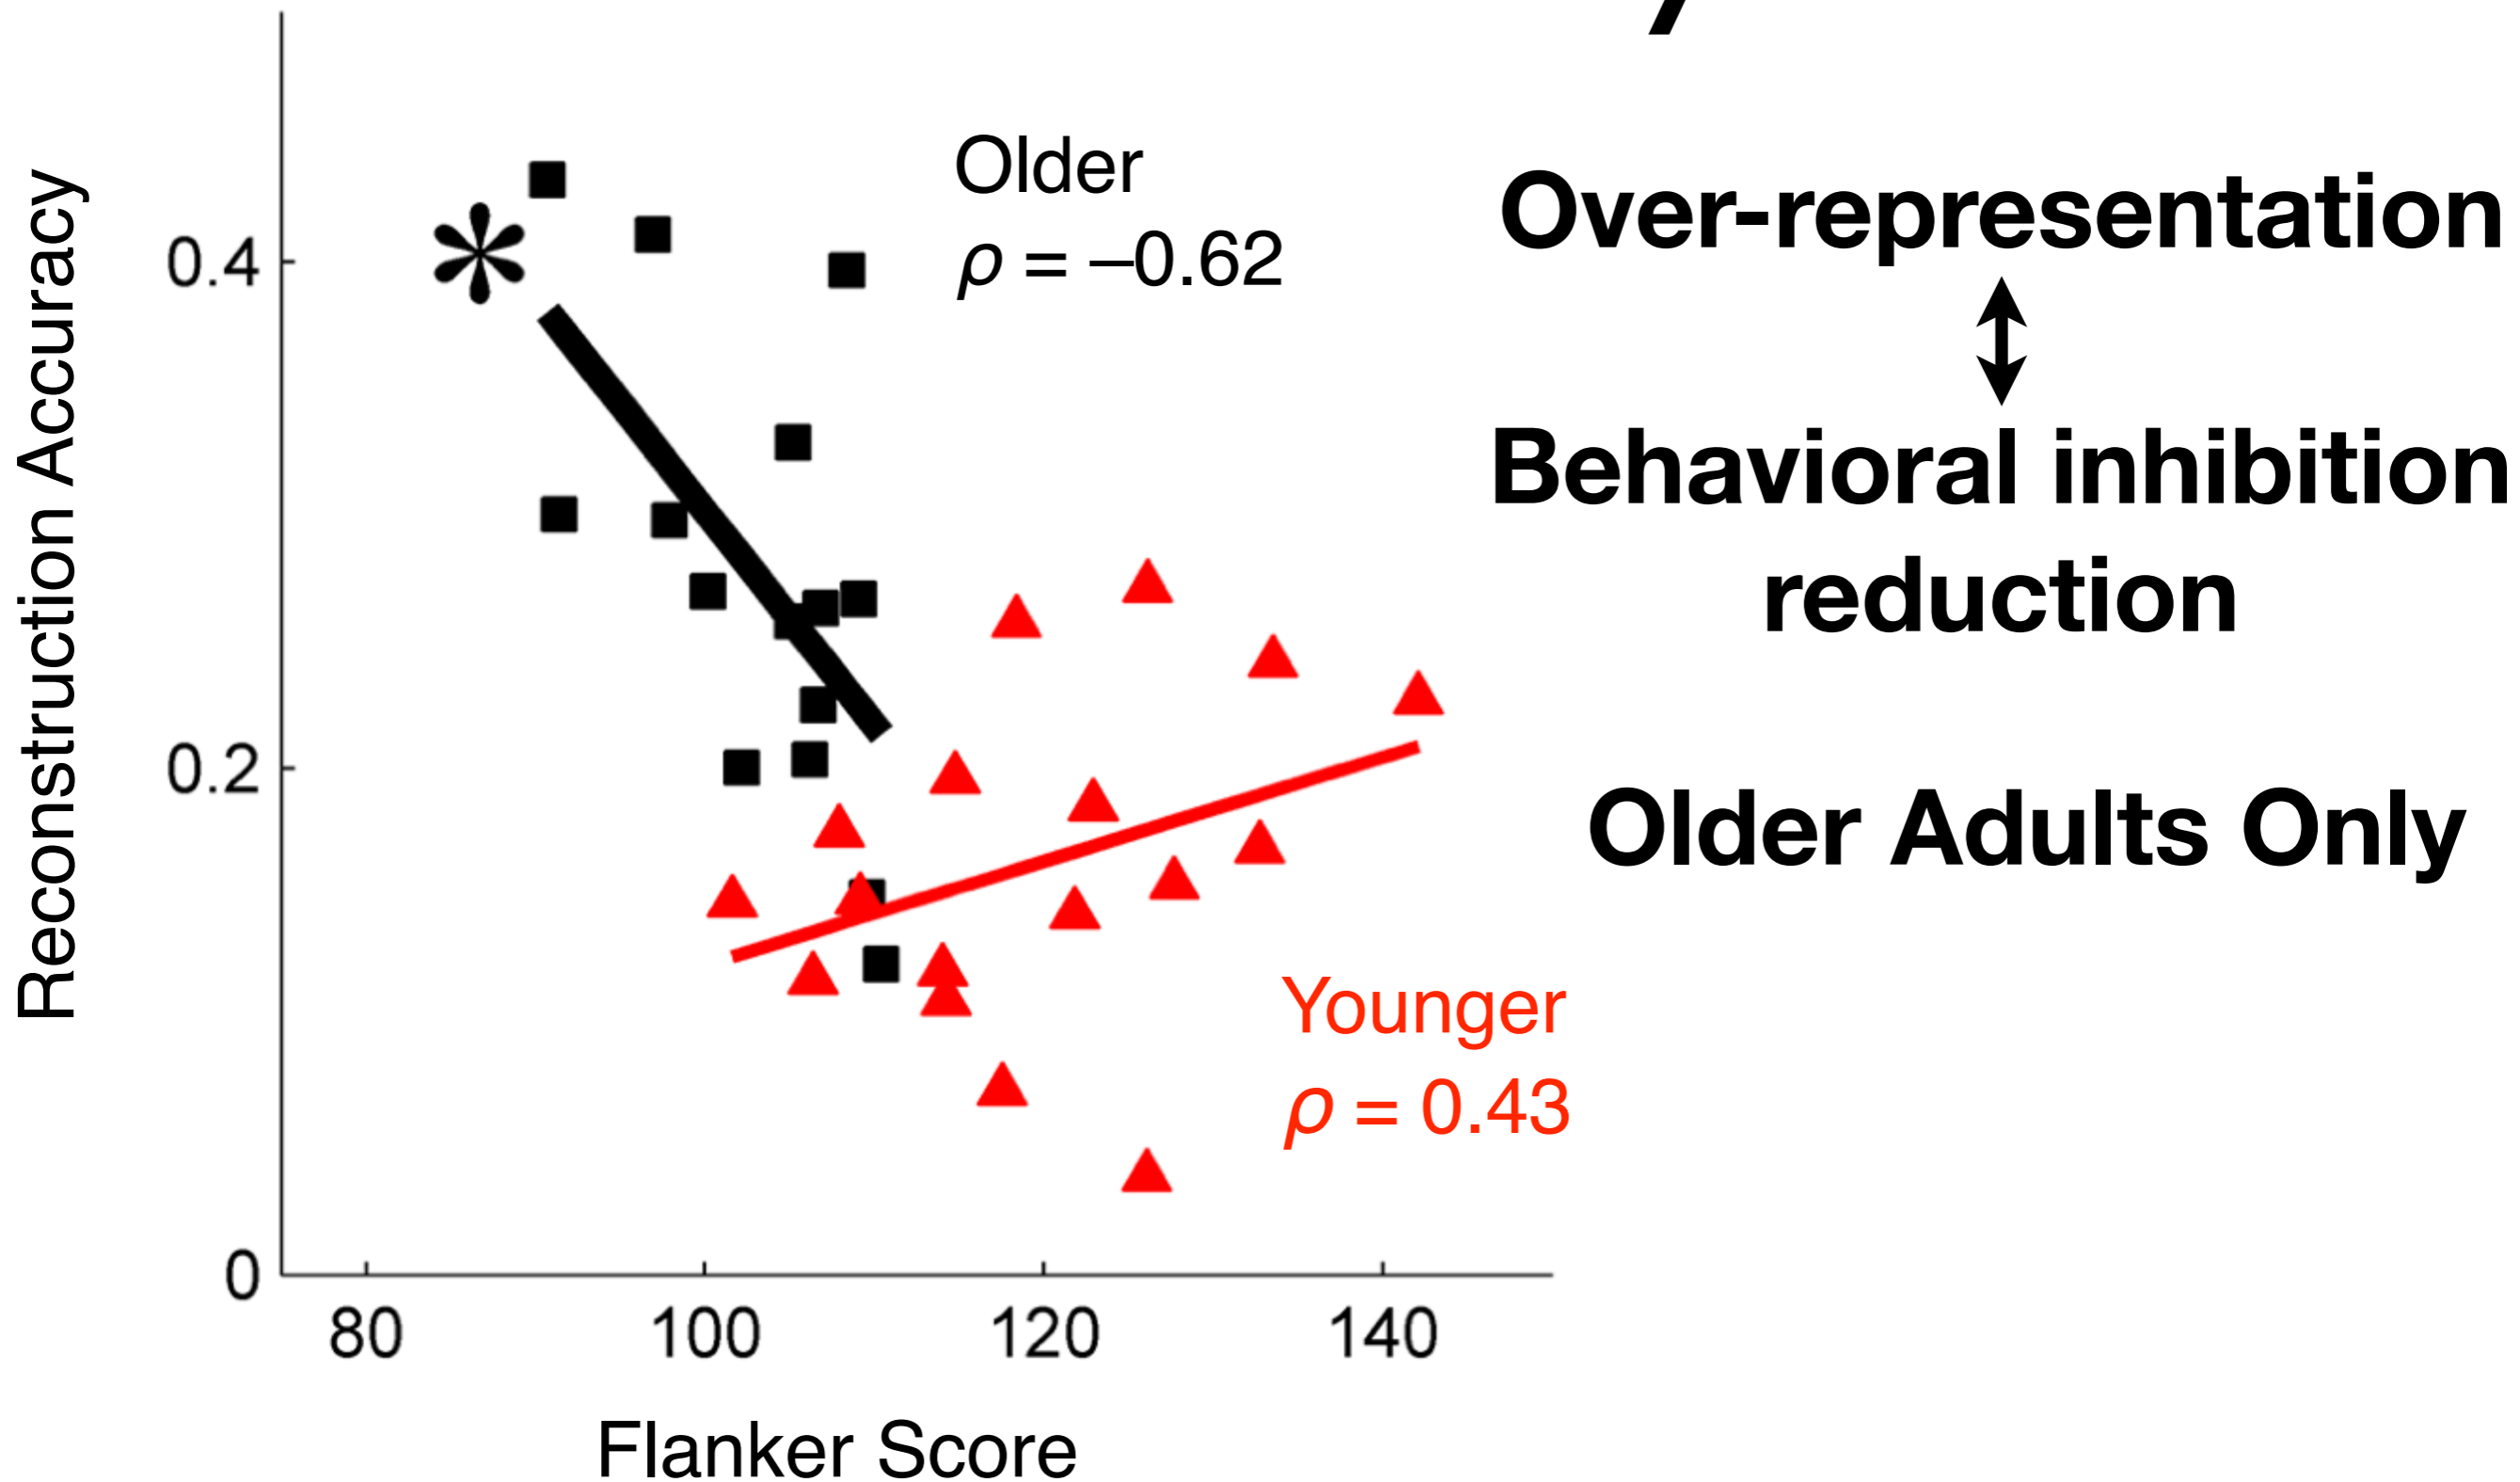 Older
ρ = –0.62
Over-representation
Behavioral inhibition
reduction
Older Adults Only
Younger
ρ = 0.43
Reconstruction Accuracy
0.4
0.2
0
80 100 120 140
Flanker Score